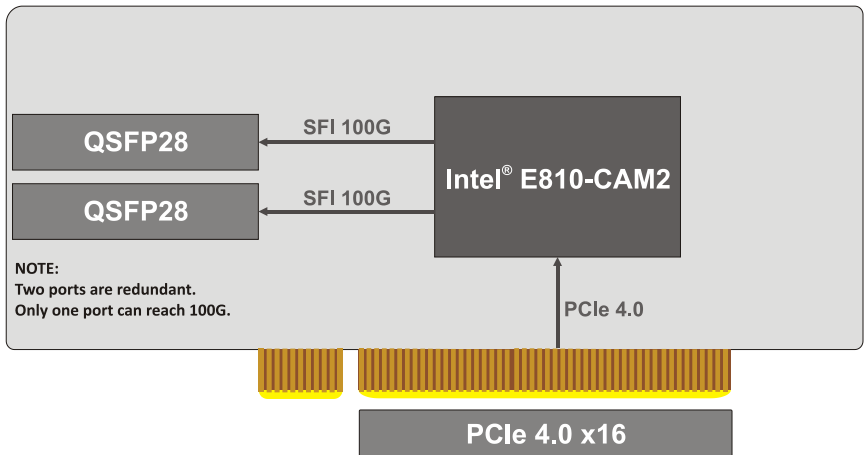 QSFP28
SFI 100G
Intel® E810-CAM2
QSFP28
SFI 100G
NOTE:
Two ports are redundant.
Only one port can reach 100G.
PCIe 4.0
PCIe 4.0 x16